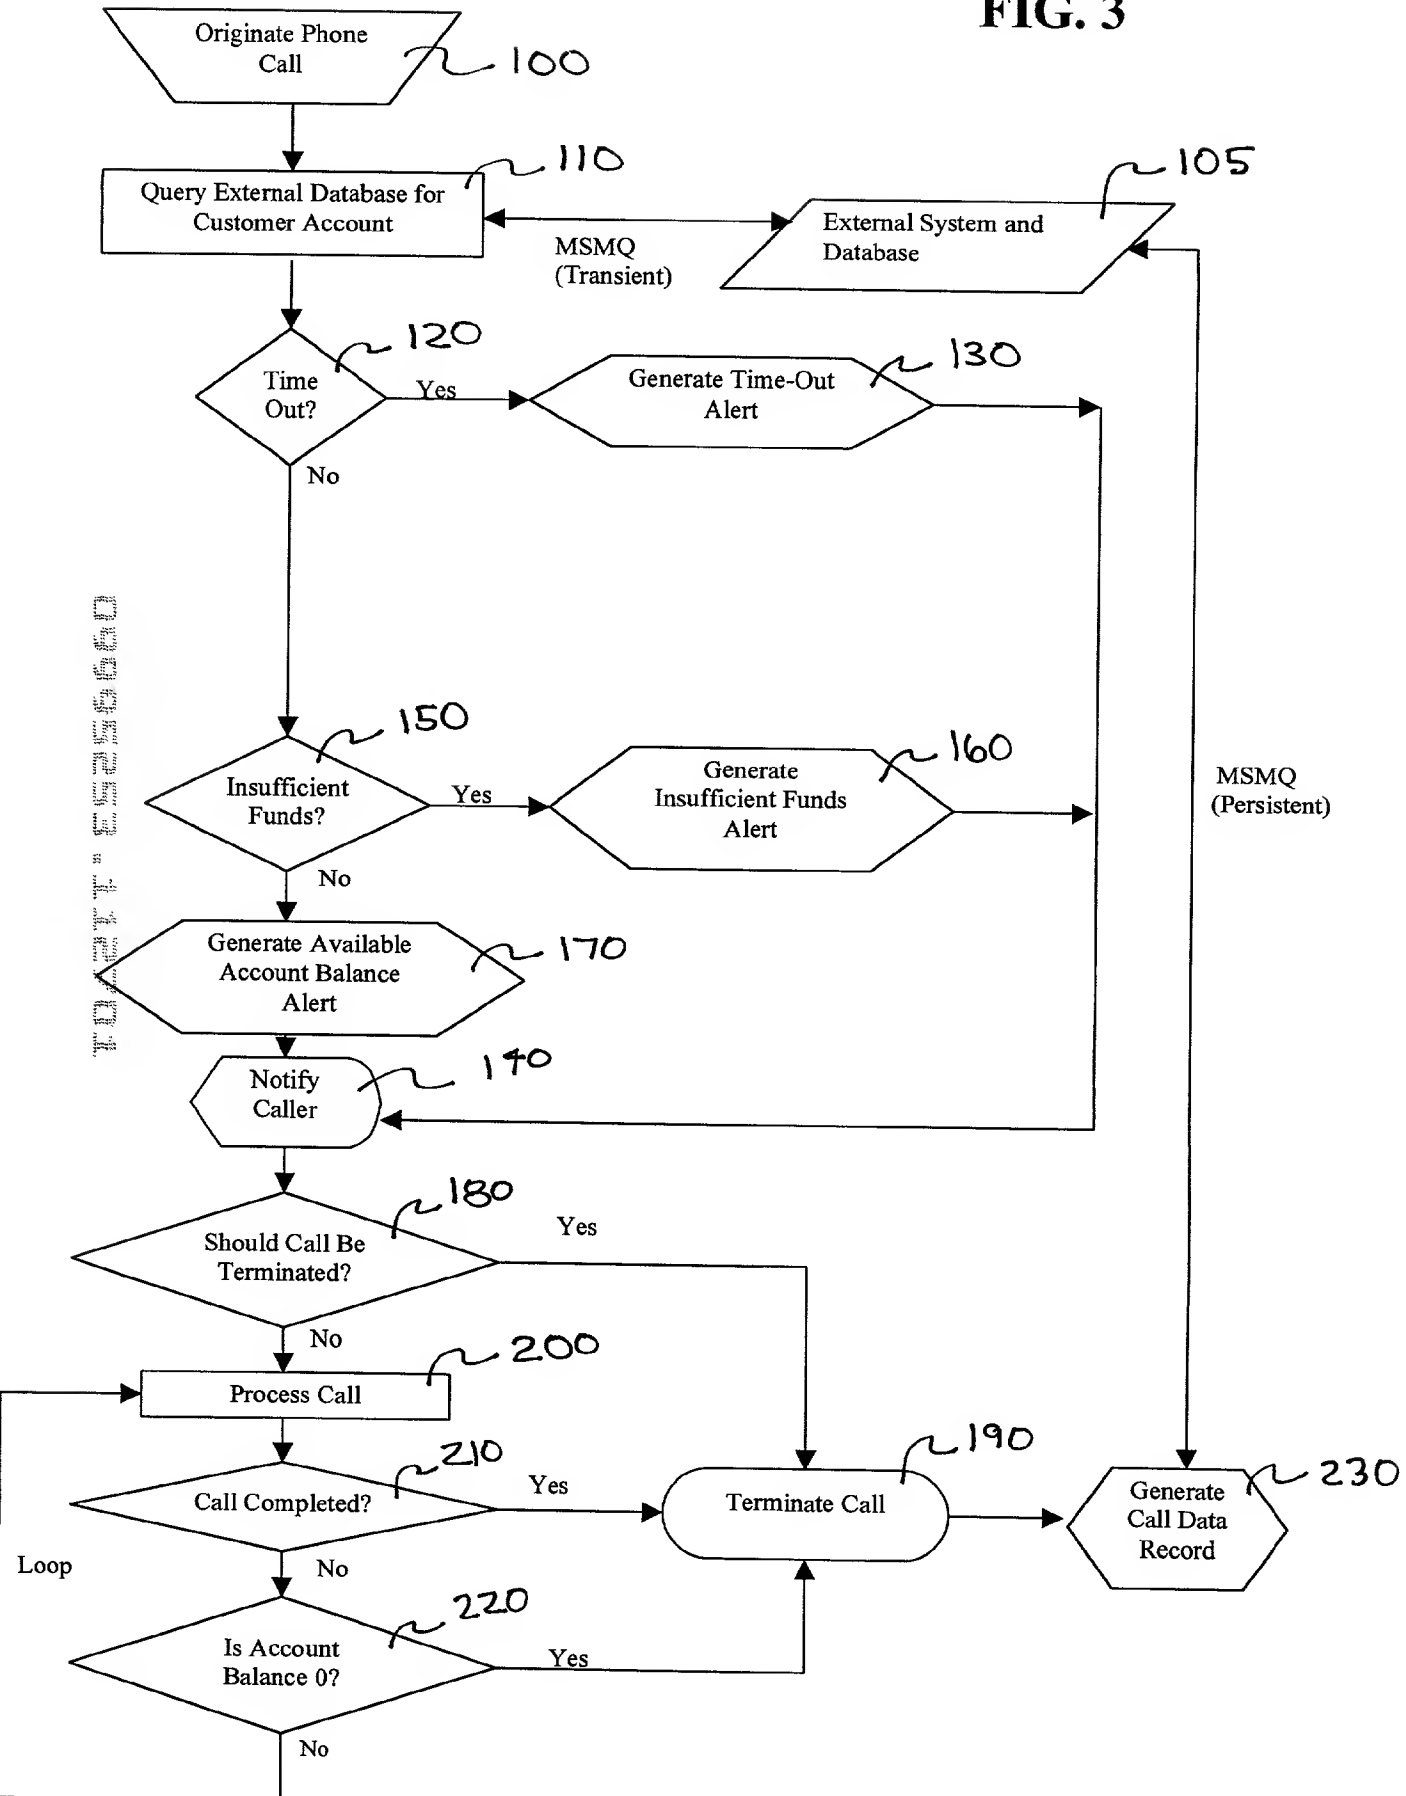 FIG. 3
Originate Phone
Call
100
110
Query External Database for
Customer Account
MSMQ
(Transient)
105
External System and
Database
120
Time
Out?
Yes
130
Generate Time-Out
Alert
No
150
Insufficient
Funds?
Yes
160
Generate
Insufficient Funds
Alert
MSMQ
(Persistent)
No
170
Generate Available
Account Balance
Alert
140
Notify
Caller
180
Should Call Be
Terminated?
Yes
No
200
Process Call
210
Call Completed?
Yes
190
Terminate Call
230
Generate
Call Data
Record
Loop
No
220
Is Account
Balance 0?
Yes
No
09995253.112701